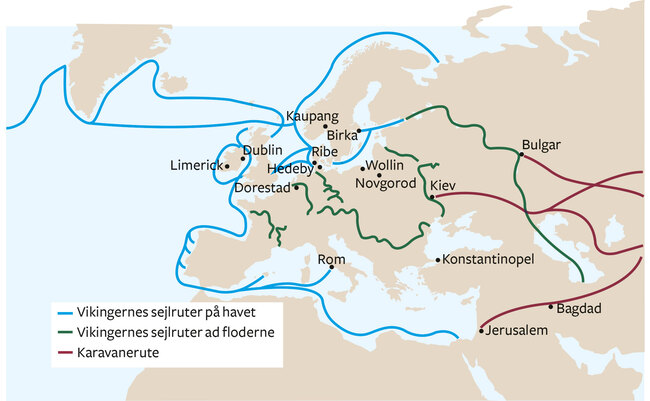 Kaupang
Birka
Dublin
Ribe
Bulgar
Limerick
Hedeby
Wollin
Dorestad
Novgorod
Kiev
Rom
Konstantinopel
Bagdad
Jerusalem
Vikingernes sejlruter på havet
Vikingernes sejlruter ad floderne
Karavanerute